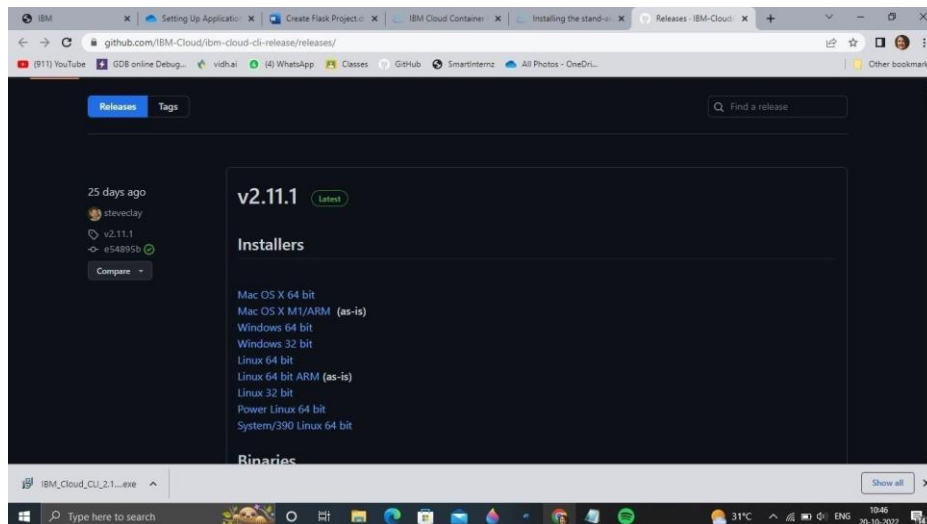 IBM
Setting Up Applicatio
Create Flask Project.
IBM Cloud Container
Installing the stand-al
Releases · IBM-Cloud/
github.com/IBM-Cloud/ibm-cloud-cli-release/releases/
(911) YouTube
GDB online Debug...
vidh.ai
(4) WhatsApp
Classes
GitHub
Smartinternz
All Photos - OneDri...
Other bookmark
Releases
Tags
Find a release
25 days ago
steveclay
v2.11.1
e54895b
Compare
v2.11.1
Latest
Installers
Mac OS X 64 bit
Mac OS X M1/ARM (as-is)
Windows 64 bit
Windows 32 bit
Linux 64 bit
Linux 64 bit ARM (as-is)
Linux 32 bit
Power Linux 64 bit
System/390 Linux 64 bit
Binaries
IBM_Cloud_CLI_2.1....exe
Show all
Type here to search
31°C
ENG
10:46
20-10-2022